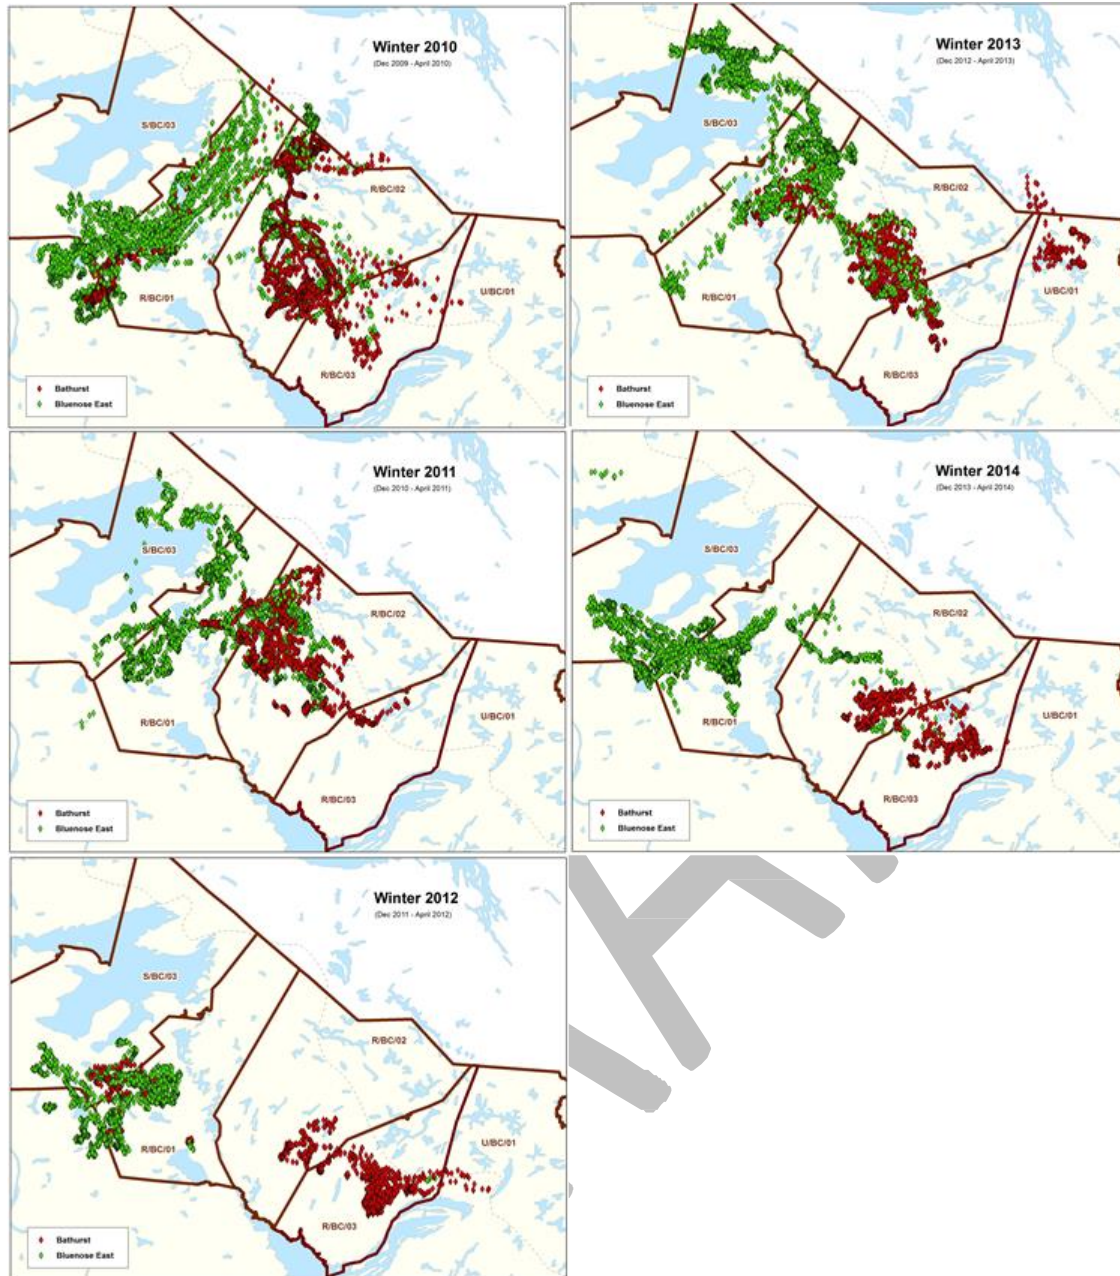 Winter 2010
(Dec 2009 - April 2010)
S/BC/03
R/BC/02
R/BC/01
U/BC/01
R/BC/03
Bathurst
Bluenose East
Winter 2013
(Dec 2012 - April 2013)
S/BC/03
R/BC/02
R/BC/01
U/BC/01
R/BC/03
Bathurst
Bluenose East
Winter 2011
(Dec 2010 - April 2011)
S/BC/03
R/BC/02
R/BC/01
U/BC/01
R/BC/03
Bathurst
Bluenose East
Winter 2014
(Dec 2013 - April 2014)
S/BC/03
R/BC/02
R/BC/01
U/BC/01
R/BC/03
Bathurst
Bluenose East
Winter 2012
(Dec 2011 - April 2012)
S/BC/03
R/BC/02
R/BC/01
U/BC/01
R/BC/03
Bathurst
Bluenose East